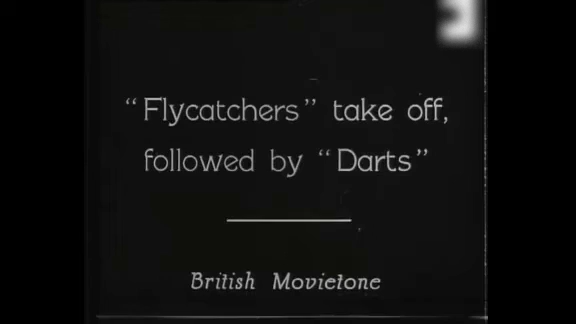 “Flycatchers” take off,
followed by “Darts”
British Movietone